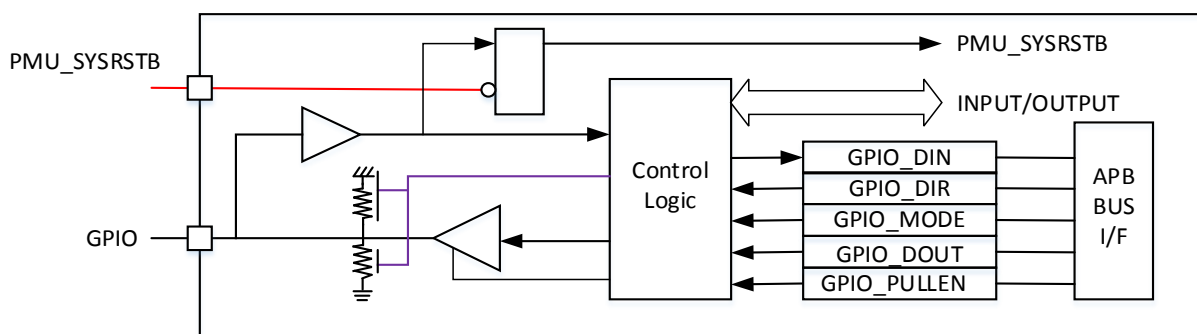 PMU_SYSRSTB
PMU_SYSRSTB
INPUT/OUTPUT
Control
Logic
GPIO_DIN
GPIO_DIR
GPIO_MODE
GPIO_DOUT
GPIO_PULLEN
APB
BUS
I/F
GPIO